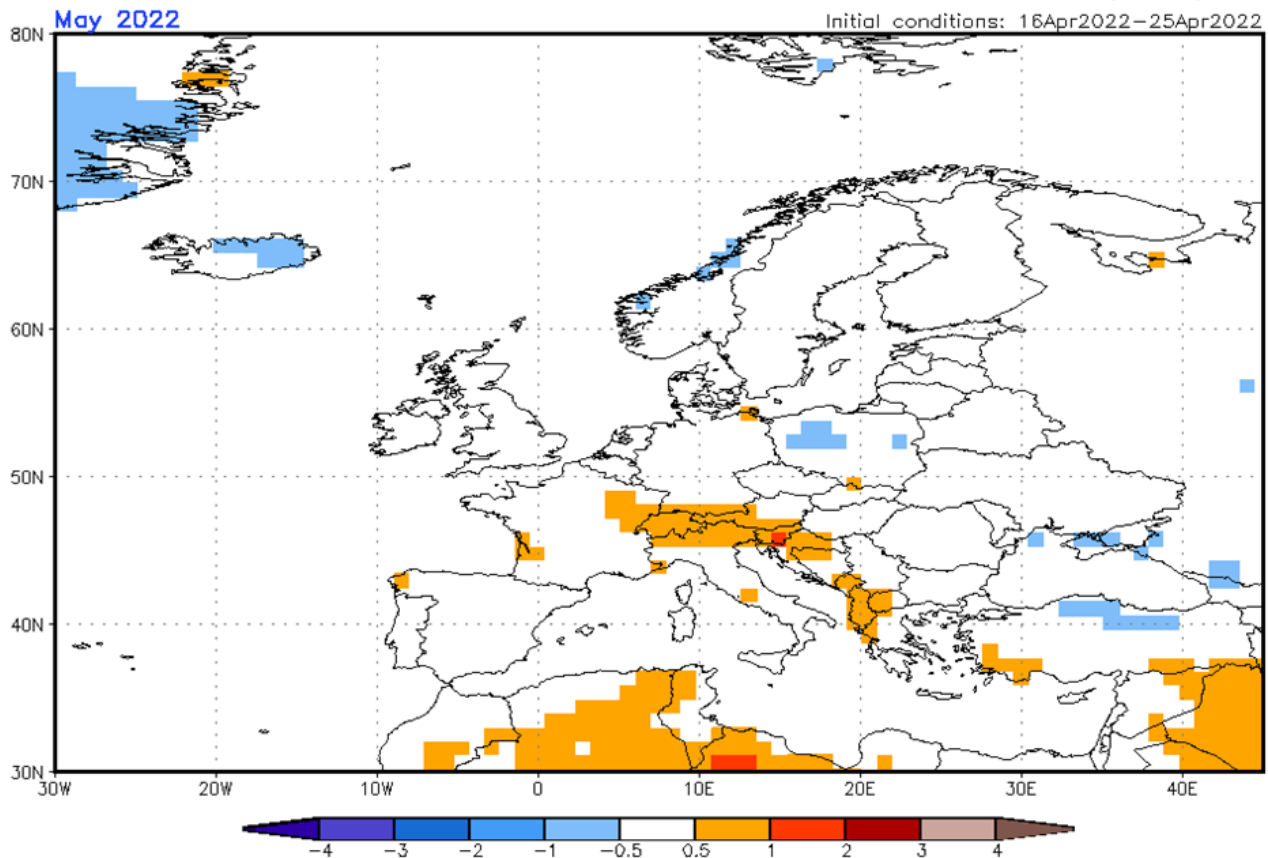 May 2022
Initial conditions: 16Apr2022–25Apr2022
80N
70N
60N
50N
40N
30N
30W 20W 10W 0 10E 20E 30E 40E
−4 −3 −2 −1 −0.5 0.5 1 2 3 4